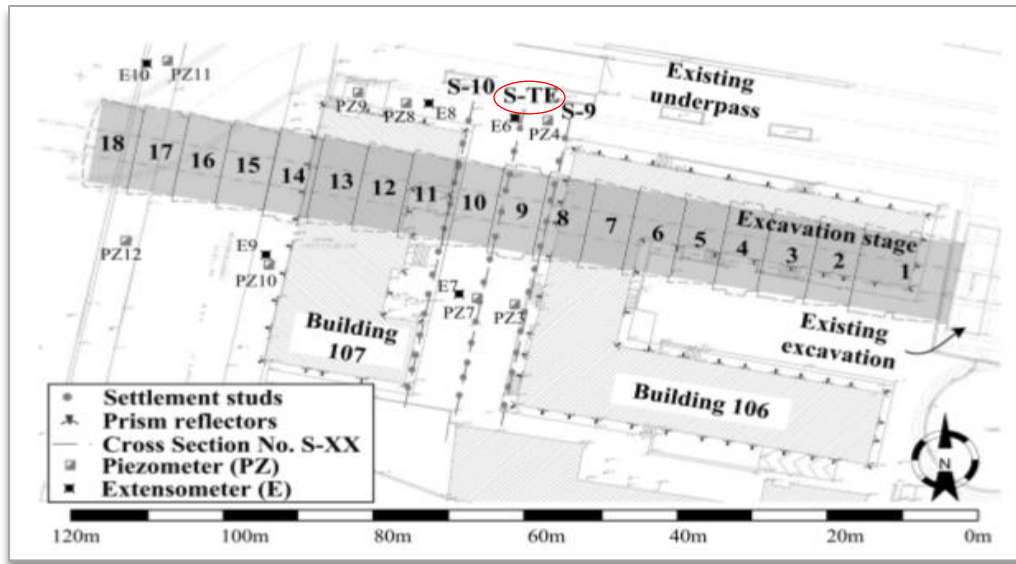 E10
PZ11
S-10
S-TE
S-9
Existing
underpass
PZ9
PZ8
E8
E6
PZ4
18
17
16
15
14
13
12
11
10
9
8
7
6
5
4
3
2
1
Excavation stage
PZ12
E9
PZ10
E7
PZ7
PZ3
Building
107
Existing
excavation
Building 106
Settlement studs
Prism reflectors
Cross Section No. S-XX
Piezometer (PZ)
Extensometer (E)
N
120m
100m
80m
60m
40m
20m
0m